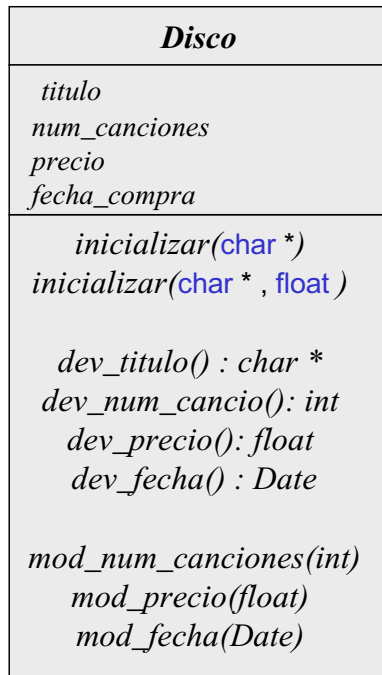 Disco
titulo
num_canciones
precio
fecha_compra
inicializar(char *)
inicializar(char * , float )
dev_titulo() : char *
dev_num_cancio(): int
dev_precio(): float
dev_fecha() : Date
mod_num_canciones(int)
mod_precio(float)
mod_fecha(Date)